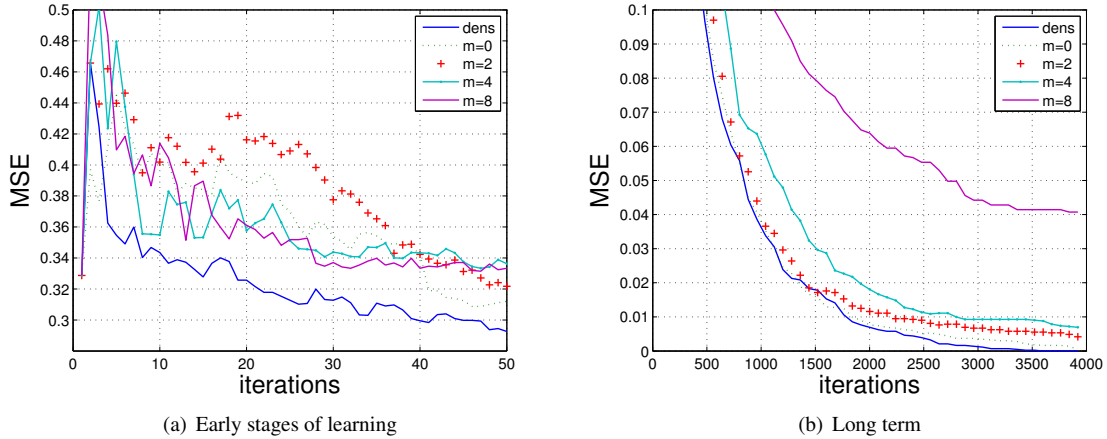 0.5
0.48
0.46
0.44
0.42
0.4
0.38
0.36
0.34
0.32
0.3
MSE
0 10 20 30 40 50
iterations
dens
m=0
m=2
m=4
m=8
(a) Early stages of learning
0.1
0.09
0.08
0.07
0.06
0.05
0.04
0.03
0.02
0.01
0
MSE
0 500 1000 1500 2000 2500 3000 3500 4000
iterations
dens
m=0
m=2
m=4
m=8
(b) Long term